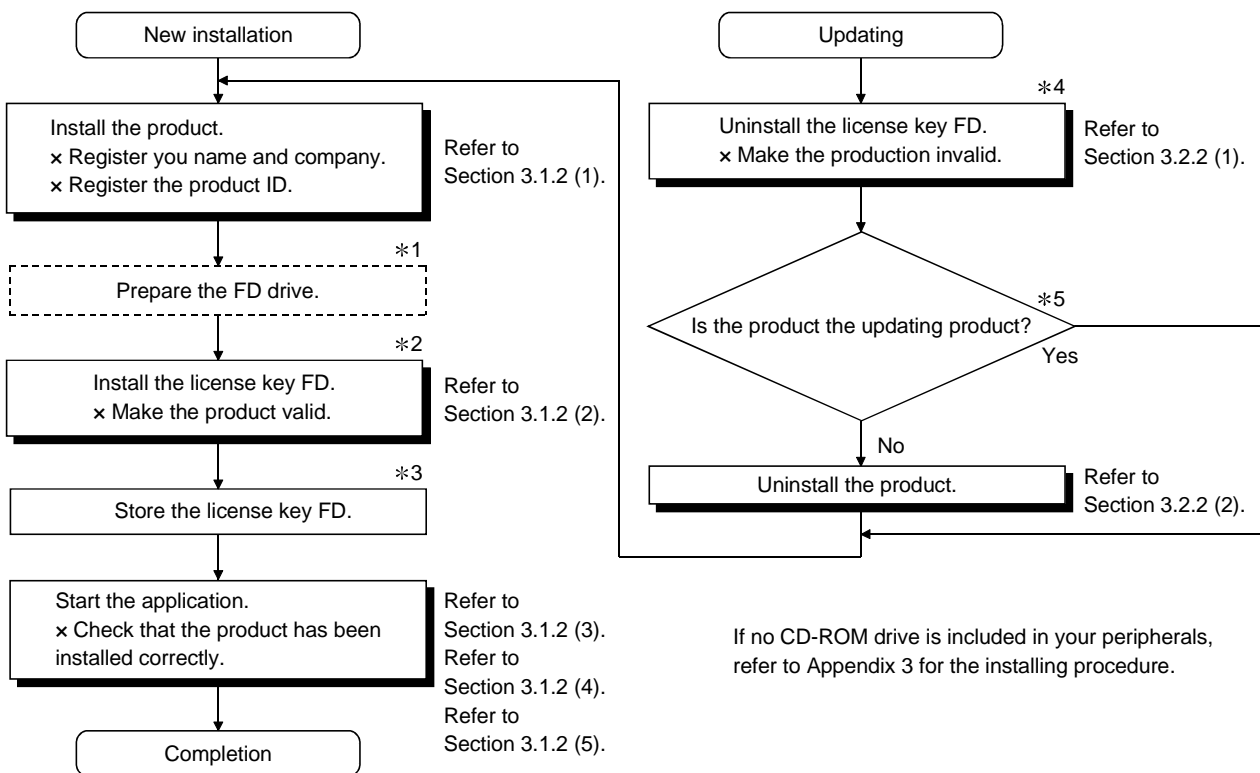 New installation
Install the product.
× Register you name and company.
× Register the product ID.
Refer to
Section 3.1.2 (1).
∗1
Prepare the FD drive.
∗2
Install the license key FD.
× Make the product valid.
Refer to
Section 3.1.2 (2).
∗3
Store the license key FD.
Start the application.
× Check that the product has been
installed correctly.
Refer to
Section 3.1.2 (3).
Refer to
Section 3.1.2 (4).
Refer to
Section 3.1.2 (5).
Completion
Updating
∗4
Uninstall the license key FD.
× Make the production invalid.
Refer to
Section 3.2.2 (1).
∗5
Is the product the updating product?
Yes
No
Uninstall the product.
Refer to
Section 3.2.2 (2).
If no CD-ROM drive is included in your peripherals,
refer to Appendix 3 for the installing procedure.